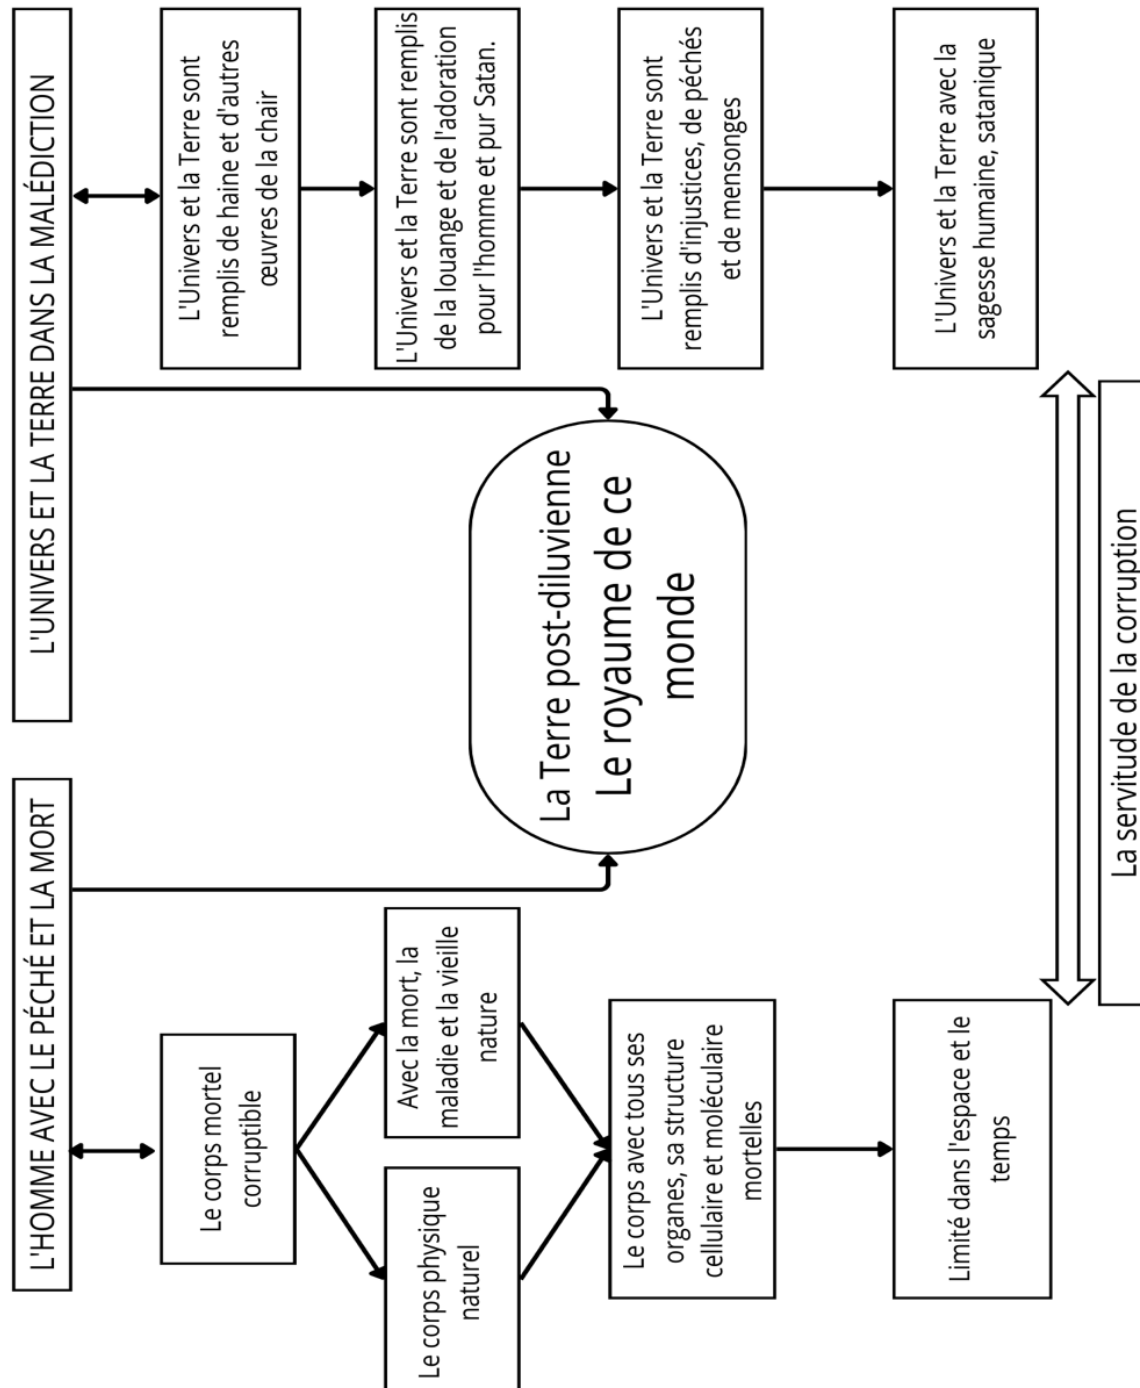 L'HOMME AVEC LE PÉCHÉ ET LA MORT
L'UNIVERS ET LA TERRE DANS LA MALÉDICTION
Le corps mortel
corruptible
Le corps physique
naturel
Avec la mort, la
maladie et la vieille
nature
Le corps avec tous ses
organes, sa structure
cellulaire et moléculaire
mortelles
Limité dans l'espace et le
temps
La Terre post-diluvienne
Le royaume de ce
monde
L'Univers et la Terre sont
remplis de haine et d'autres
œuvres de la chair
L'Univers et la Terre sont remplis
de la louange et de l'adoration
pour l'homme et pur Satan.
L'Univers et la Terre sont
remplis d'injustices, de péchés
et de mensonges
L'Univers et la Terre avec la
sagesse humaine, satanique
La servitude de la corruption